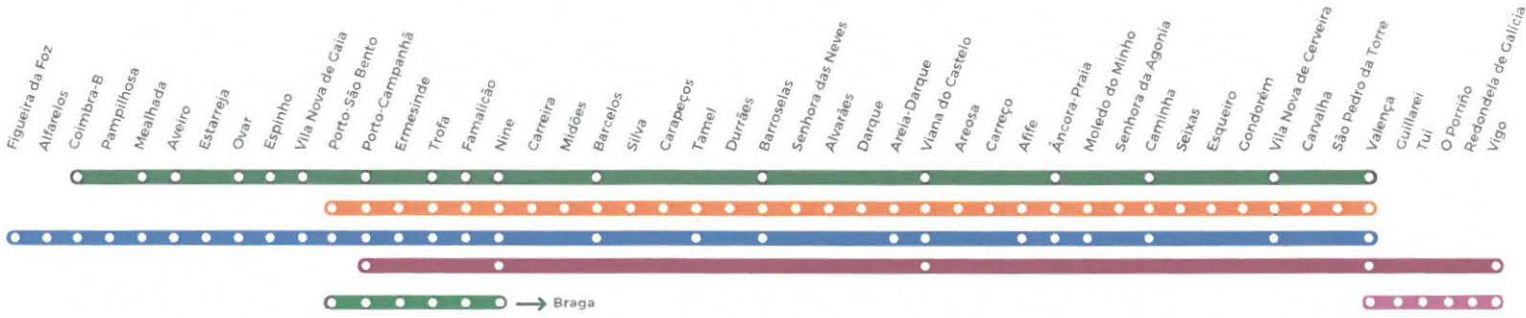 Figueira da Foz
Alfarelos
Coimbra-B
Pampilhosa
Mealhada
Aveiro
Estarreja
Ovar
Espinho
Vila Nova de Gaia
Porto-São Bento
Porto-Campanhã
Ermesinde
Trofa
Famalicão
Nine
Carreira
Midões
Barcelos
Silva
Carapeços
Tamel
Durrães
Barroselas
Senhora das Neves
Alvarães
Darque
Areia-Darque
Viana do Castelo
Areosa
Carreço
Afife
Âncora-Praia
Moledo do Minho
Senhora da Agonia
Caminha
Seixas
Esqueiro
Gondorém
Vila Nova de Cerveira
Carvalha
São Pedro da Torre
Valença
Guillarei
Tui
O Porriño
Redondela de Galícia
Vigo
Braga